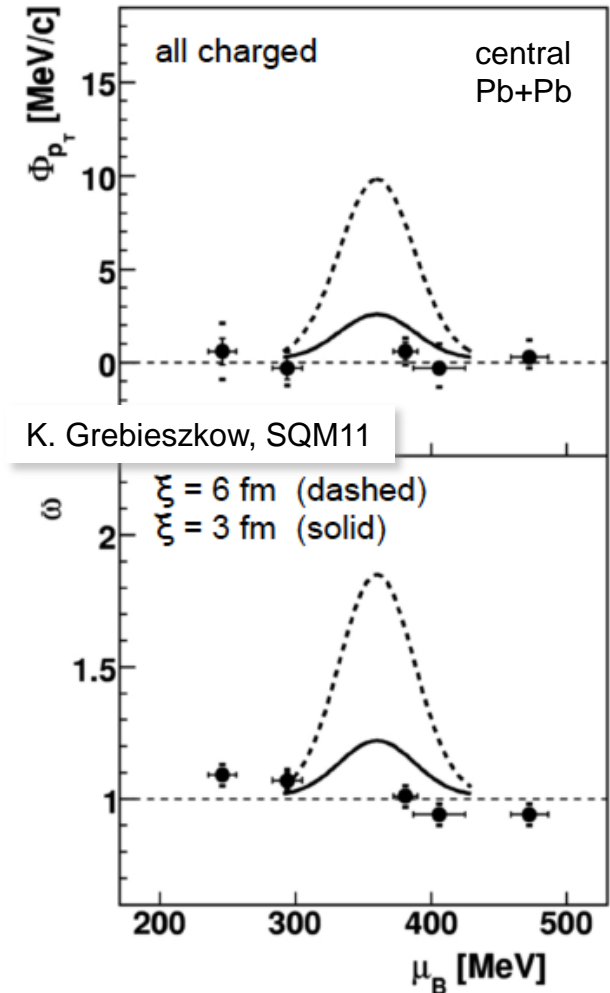 Φ_{p_T} [MeV/c]
all charged
central
Pb+Pb
15
10
5
0
K. Grebieszkow, SQM11
ω
ξ = 6 fm (dashed)
ξ = 3 fm (solid)
2
1.5
1
200 300 400 500
μ_B [MeV]